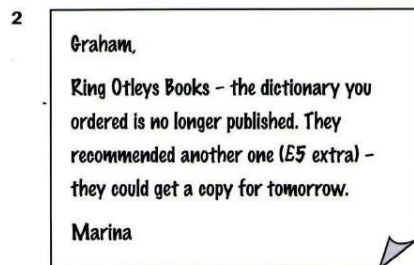 2
Graham,
Ring Otleys Books – the dictionary you
ordered is no longer published. They
recommended another one (£5 extra) –
they could get a copy for tomorrow.
Marina